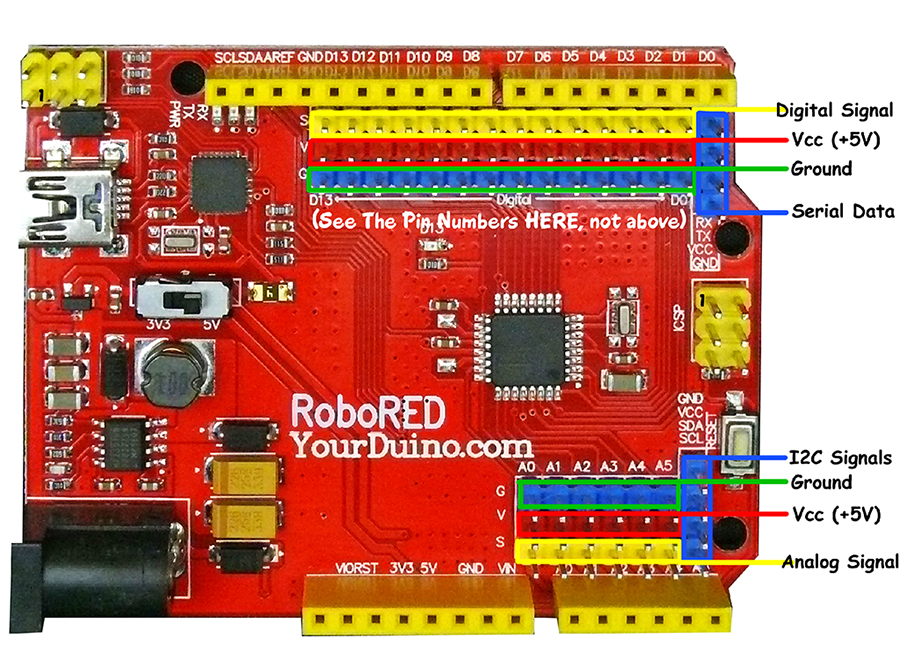 SCLSDAAREF GNDD13 D12 D11 D10 D9 D8 D7 D6 D5 D4 D3 D2 D1 D0
1
PWR
TX
RX
S
V
G
Digital Signal
Vcc (+5V)
Ground
Serial Data
D13 Digital D0
(See The Pin Numbers HERE, not above)
D13
RX
TX
VCC
GND
3V3 5V
ICSP
1
RoboRED
YourDuino.com
GND
VCC
SDA
SCL
RESET
A0 A1 A2 A3 A4 A5
G
V
S
I2C Signals
Ground
Vcc (+5V)
Analog Signal
VIORST 3V3 5V GND VIN